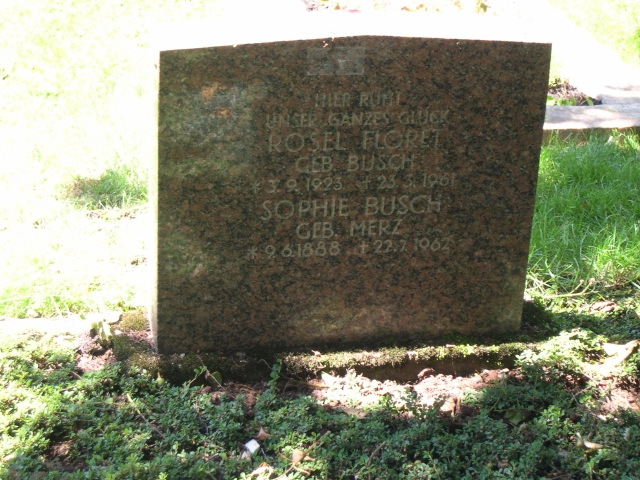 HIER RUHT
UNSER GANZES GLÜCK
ROSEL FLORET
GEB. BUSCH
* 3.9.1923 + 23.3.1961
SOPHIE BUSCH
GEB. MERZ
* 9.6.1888 + 22.7.1962